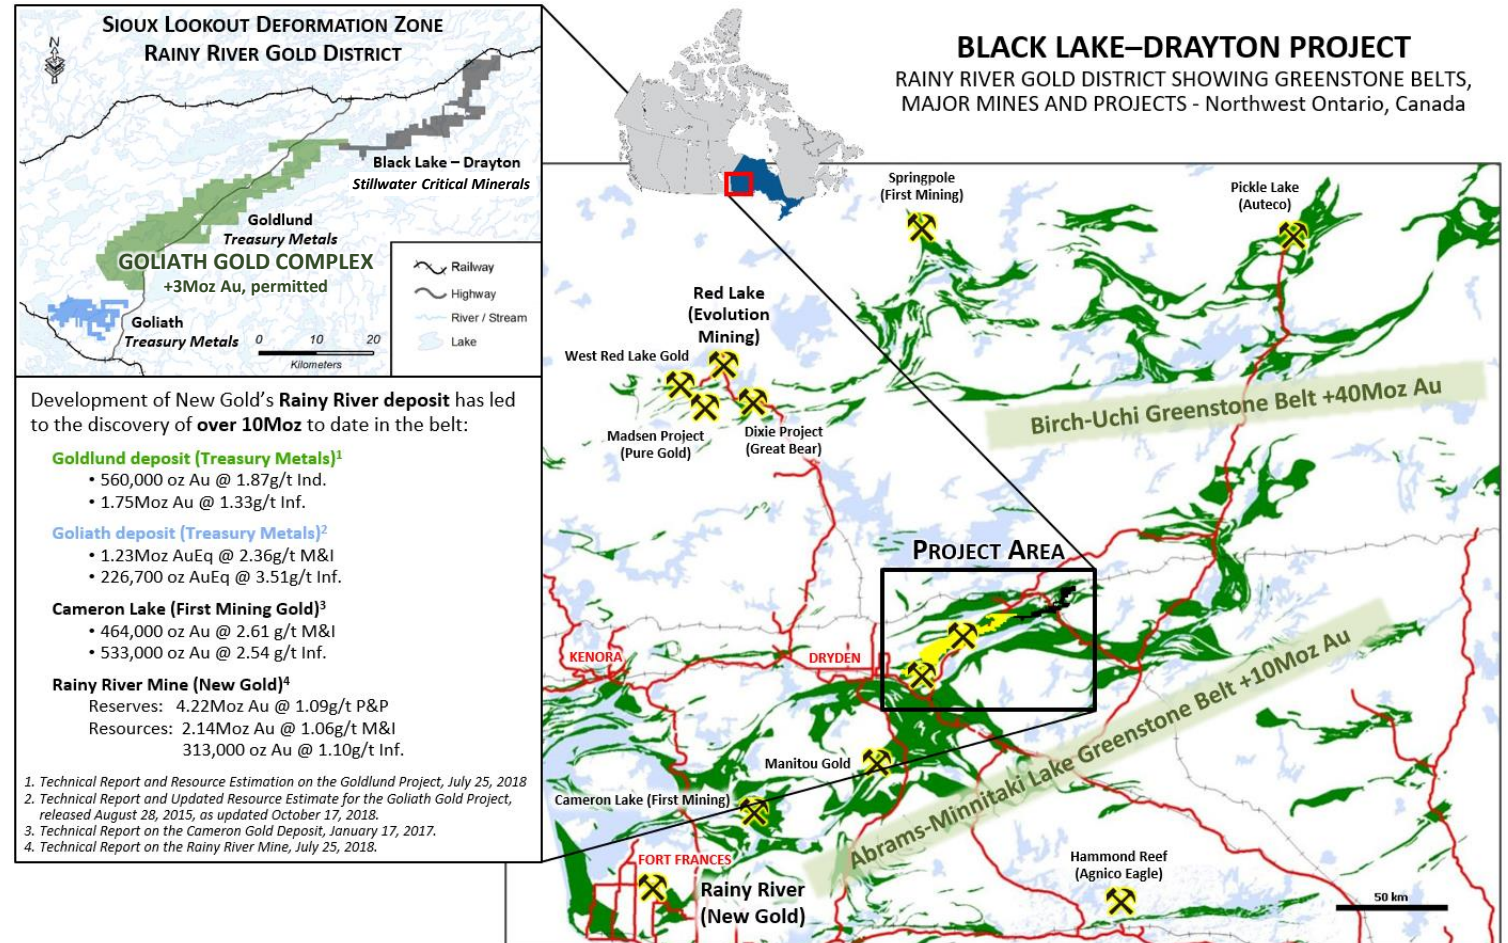 SIOUX LOOKOUT DEFORMATION ZONE
RAINY RIVER GOLD DISTRICT
N
Black Lake – Drayton
Stillwater Critical Minerals
Goldlund
Treasury Metals
GOLIATH GOLD COMPLEX
+3Moz Au, permitted
Goliath
Treasury Metals
0 10 20
Kilometers
Railway
Highway
River / Stream
Lake
Development of New Gold's Rainy River deposit has led
to the discovery of over 10Moz to date in the belt:
Goldlund deposit (Treasury Metals)¹
• 560,000 oz Au @ 1.87g/t Ind.
• 1.75Moz Au @ 1.33g/t Inf.
Goliath deposit (Treasury Metals)²
• 1.23Moz AuEq @ 2.36g/t M&I
• 226,700 oz AuEq @ 3.51g/t Inf.
Cameron Lake (First Mining Gold)³
• 464,000 oz Au @ 2.61 g/t M&I
• 533,000 oz Au @ 2.54 g/t Inf.
Rainy River Mine (New Gold)⁴
Reserves: 4.22Moz Au @ 1.09g/t P&P
Resources: 2.14Moz Au @ 1.06g/t M&I
313,000 oz Au @ 1.10g/t Inf.
1. Technical Report and Resource Estimation on the Goldlund Project, July 25, 2018
2. Technical Report and Updated Resource Estimate for the Goliath Gold Project,
released August 28, 2015, as updated October 17, 2018.
3. Technical Report on the Cameron Gold Deposit, January 17, 2017.
4. Technical Report on the Rainy River Mine, July 25, 2018.
BLACK LAKE–DRAYTON PROJECT
RAINY RIVER GOLD DISTRICT SHOWING GREENSTONE BELTS,
MAJOR MINES AND PROJECTS - Northwest Ontario, Canada
Springpole
(First Mining)
Pickle Lake
(Auteco)
Red Lake
(Evolution
Mining)
West Red Lake Gold
Madsen Project
(Pure Gold)
Dixie Project
(Great Bear)
Birch-Uchi Greenstone Belt +40Moz Au
PROJECT AREA
KENORA
DRYDEN
Manitou Gold
Cameron Lake (First Mining)
Abrams-Minnitaki Lake Greenstone Belt +10Moz Au
FORT FRANCES
Rainy River
(New Gold)
Hammond Reef
(Agnico Eagle)
50 km